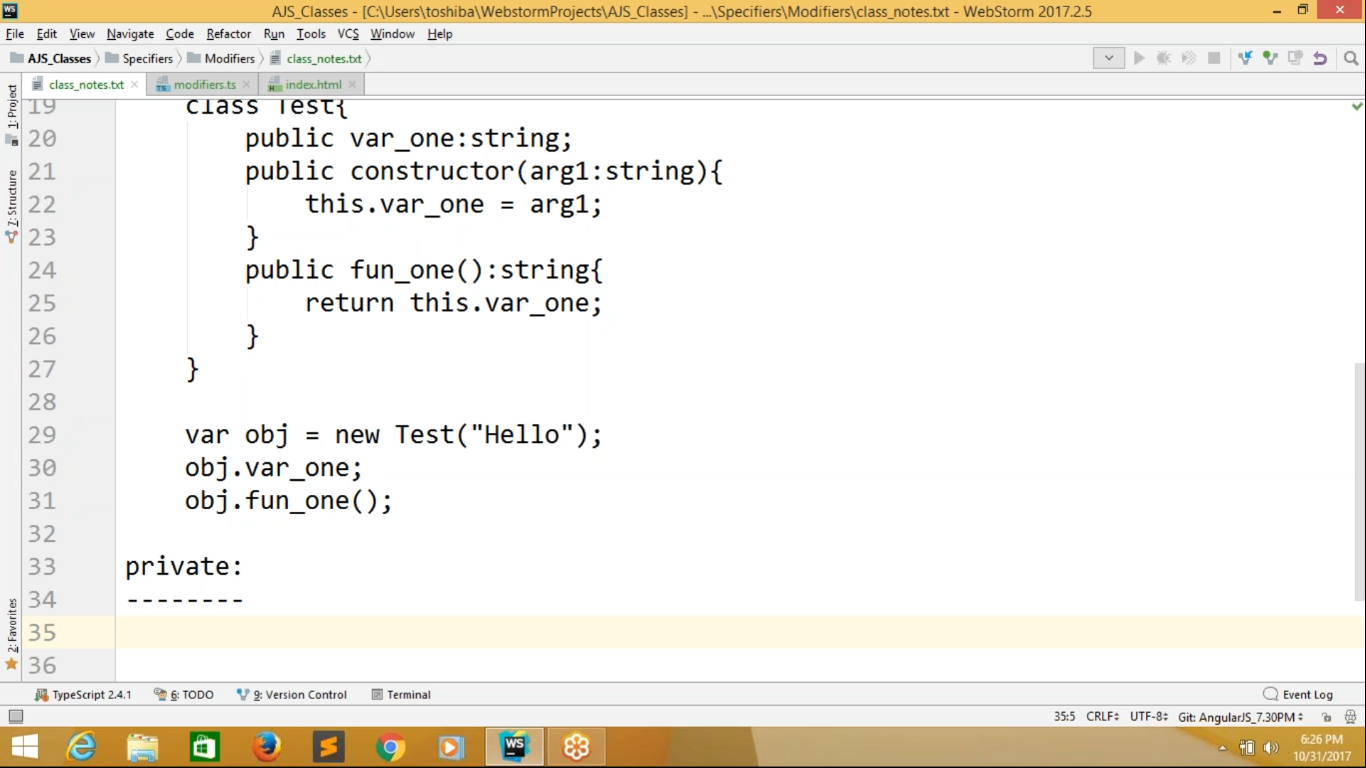 AJS_Classes - [C:\Users\toshiba\WebstormProjects\AJS_Classes] - ...\Specifiers\Modifiers\class_notes.txt - WebStorm 2017.2.5
File Edit View Navigate Code Refactor Run Tools VCS Window Help
AJS_Classes Specifiers Modifiers class_notes.txt
class_notes.txt modifiers.ts index.html
1: Project
7: Structure
2: Favorites
19 class Test{
20 public var_one:string;
21 public constructor(arg1:string){
22 this.var_one = arg1;
23 }
24 public fun_one():string{
25 return this.var_one;
26 }
27 }
28
29 var obj = new Test("Hello");
30 obj.var_one;
31 obj.fun_one();
32
33 private:
34 --------
35
36
TypeScript 2.4.1 6: TODO 9: Version Control Terminal Event Log
35:5 CRLF UTF-8 Git: AngularJS_7.30PM
WS
6:26 PM
10/31/2017